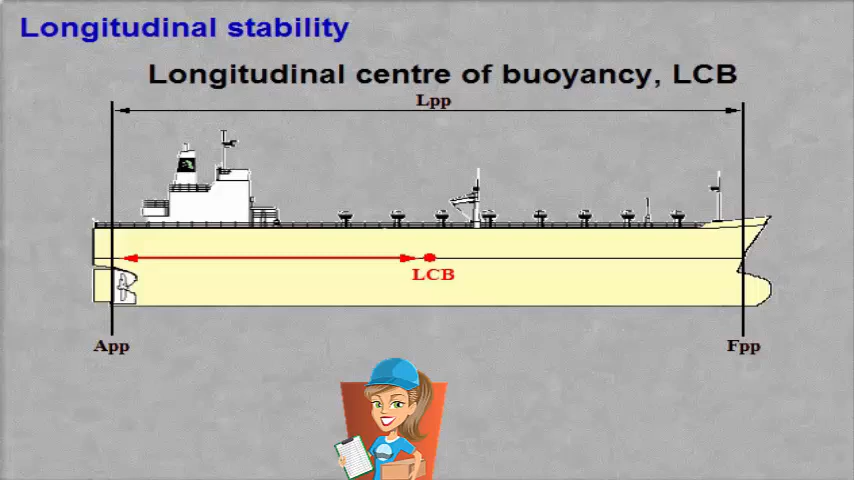 Longitudinal stability
Longitudinal centre of buoyancy, LCB
Lpp
LCB
App
Fpp